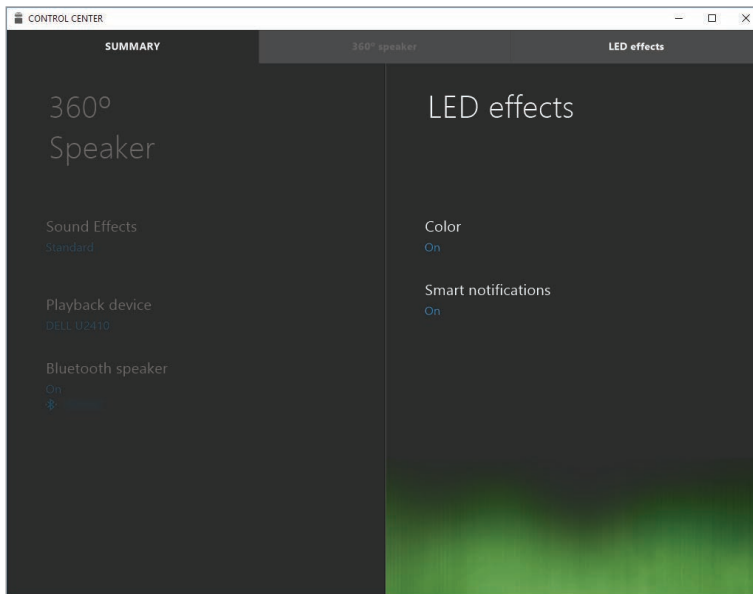 CONTROL CENTER
SUMMARY
360° speaker
LED effects
360º
Speaker
Sound Effects
Standard
Playback device
DELL U2410
Bluetooth speaker
On
LED effects
Color
On
Smart notifications
On